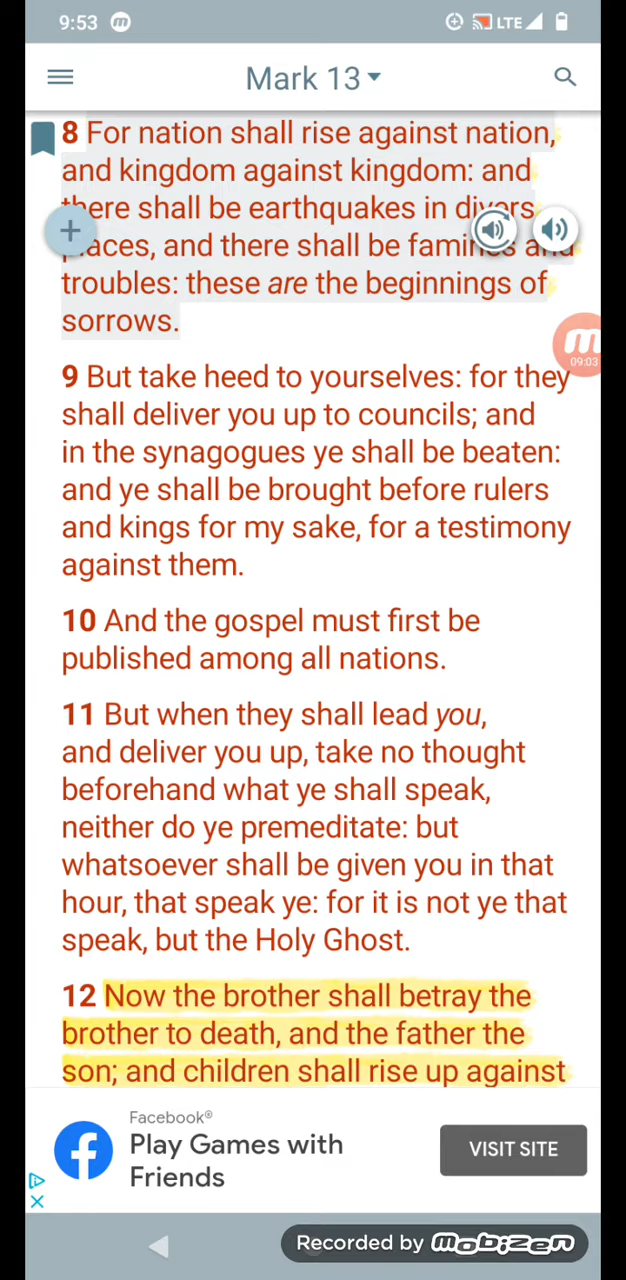 9:53 m LTE
Mark 13
8 For nation shall rise against nation,
and kingdom against kingdom: and
there shall be earthquakes in divers
places, and there shall be famines and
troubles: these are the beginnings of
sorrows.
m
09:03
9 But take heed to yourselves: for they
shall deliver you up to councils; and
in the synagogues ye shall be beaten:
and ye shall be brought before rulers
and kings for my sake, for a testimony
against them.
10 And the gospel must first be
published among all nations.
11 But when they shall lead you,
and deliver you up, take no thought
beforehand what ye shall speak,
neither do ye premeditate: but
whatsoever shall be given you in that
hour, that speak ye: for it is not ye that
speak, but the Holy Ghost.
12 Now the brother shall betray the
brother to death, and the father the
son; and children shall rise up against
Facebook®
Play Games with
Friends
VISIT SITE
Recorded by mobizen